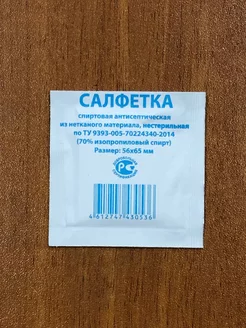 САЛФЕТКА
спиртовая антисептическая
из нетканого материала, нестерильная
по ТУ 9393-005-70224340-2014
(70% изопропиловый спирт)
Размер: 56х65 мм
4612747430536